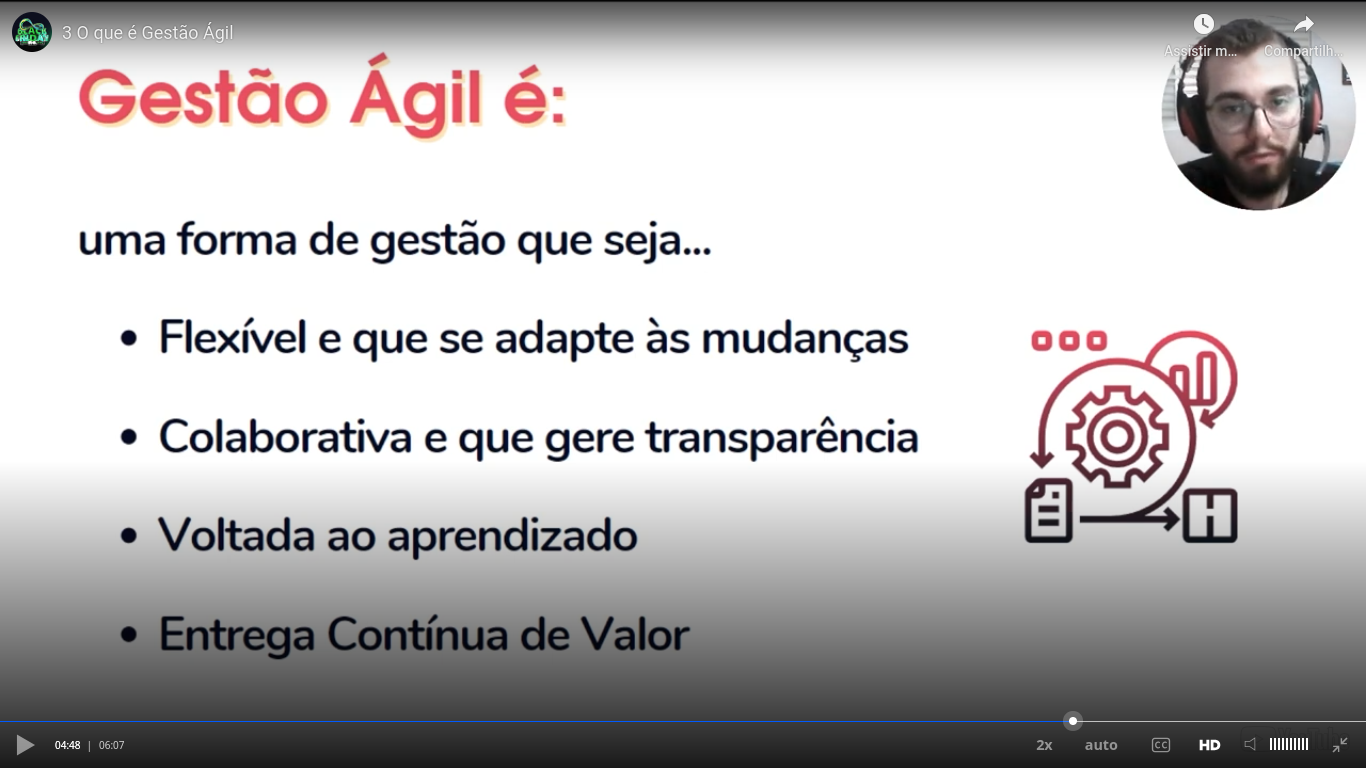 3 O que é Gestão Ágil
Assistir m...
Compartilh...
Gestão Ágil é:
uma forma de gestão que seja...
• Flexível e que se adapte às mudanças
• Colaborativa e que gere transparência
• Voltada ao aprendizado
• Entrega Contínua de Valor
04:48 | 06:07
2x
auto
CC
HD